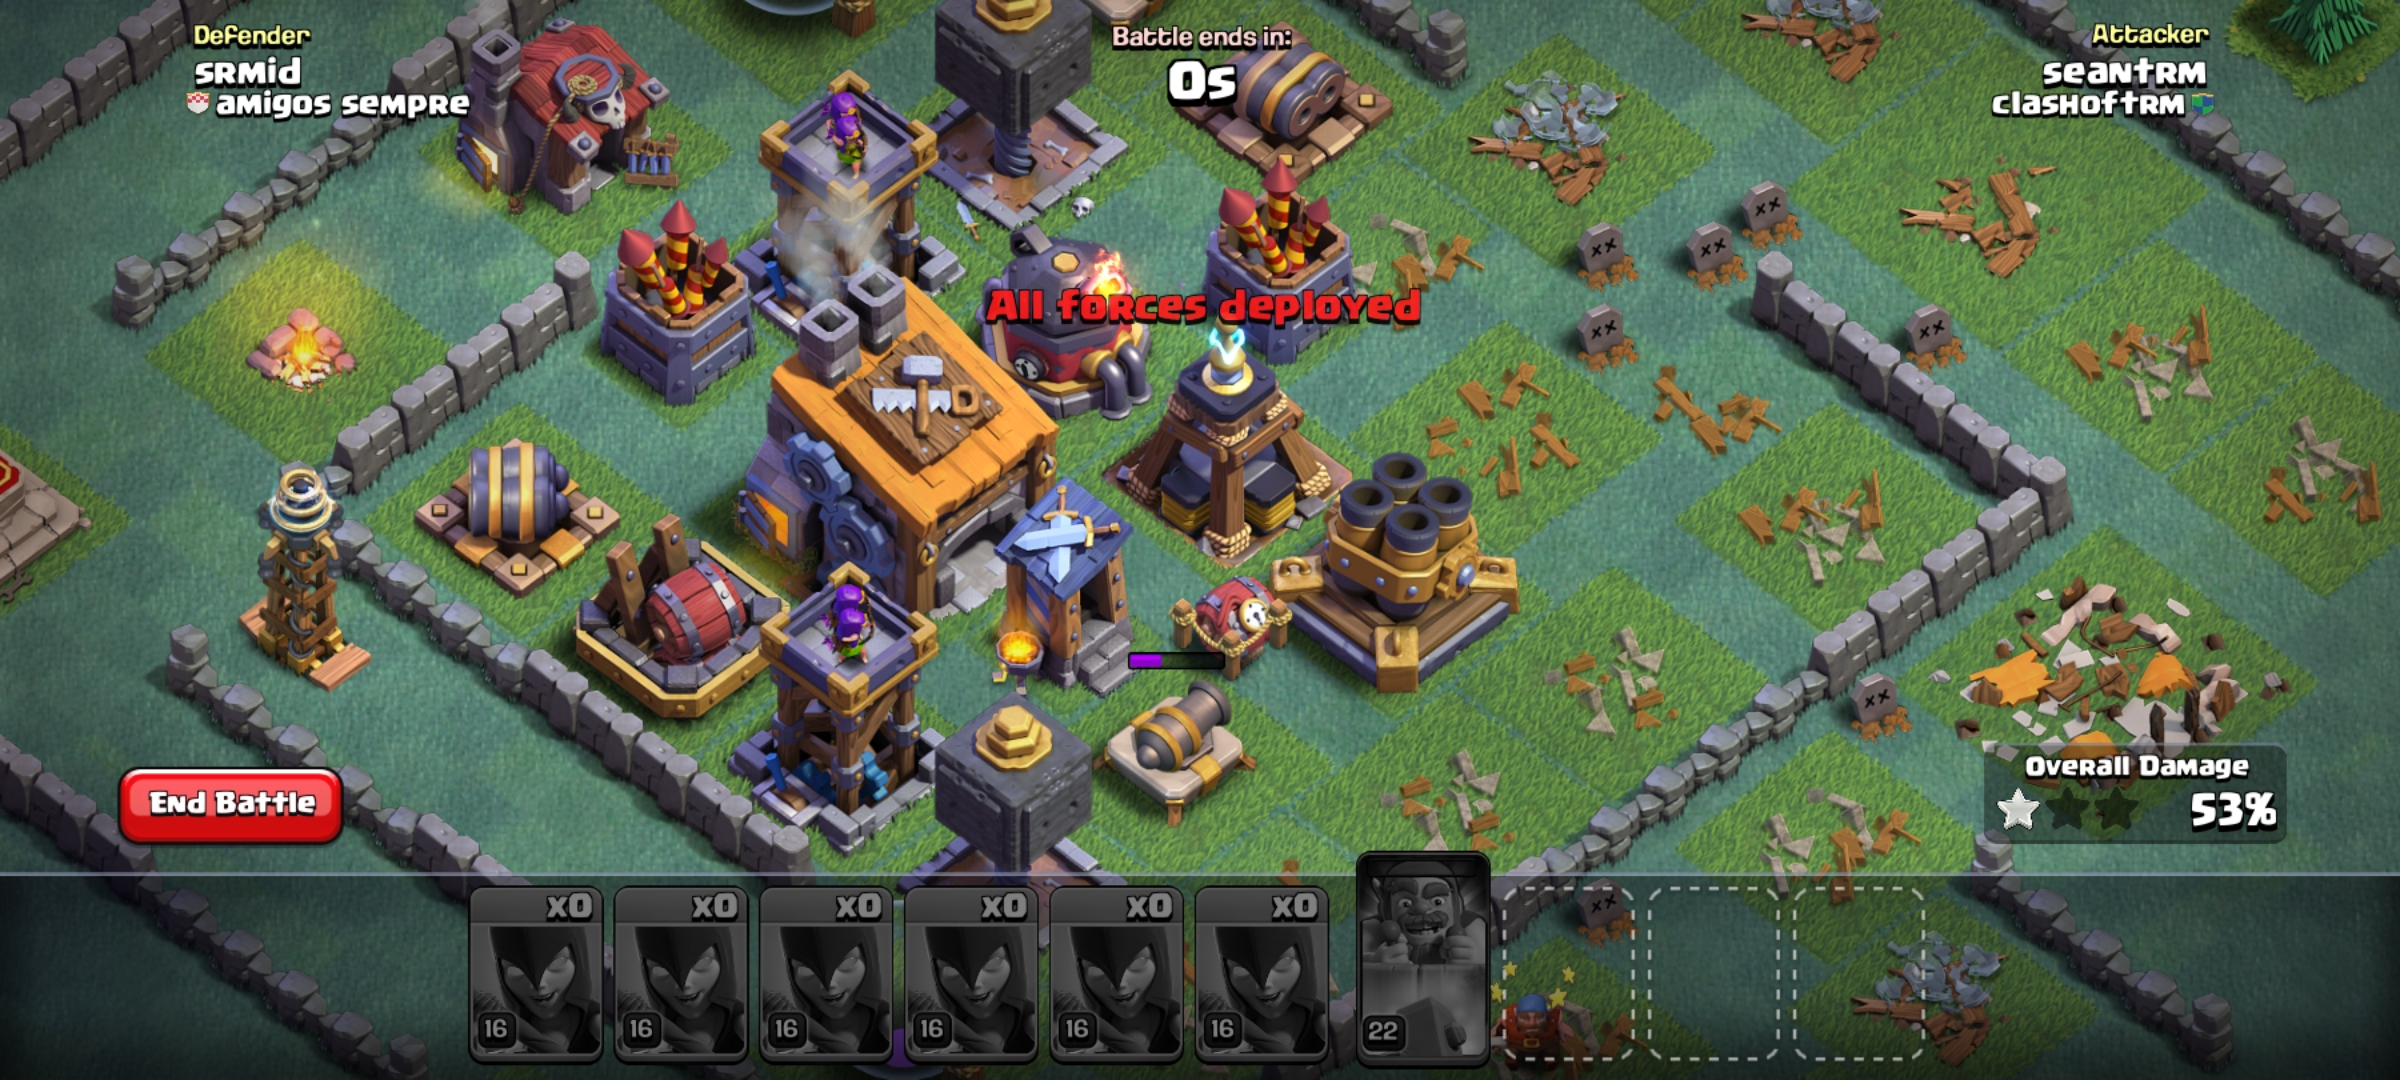 Defender
SRMid
amigos sempre
Battle ends in:
0s
Attacker
seantRM
clashoftRM
All forces deployed
End Battle
Overall Damage
53%
x0
x0
x0
x0
x0
x0
16
16
16
16
16
16
22